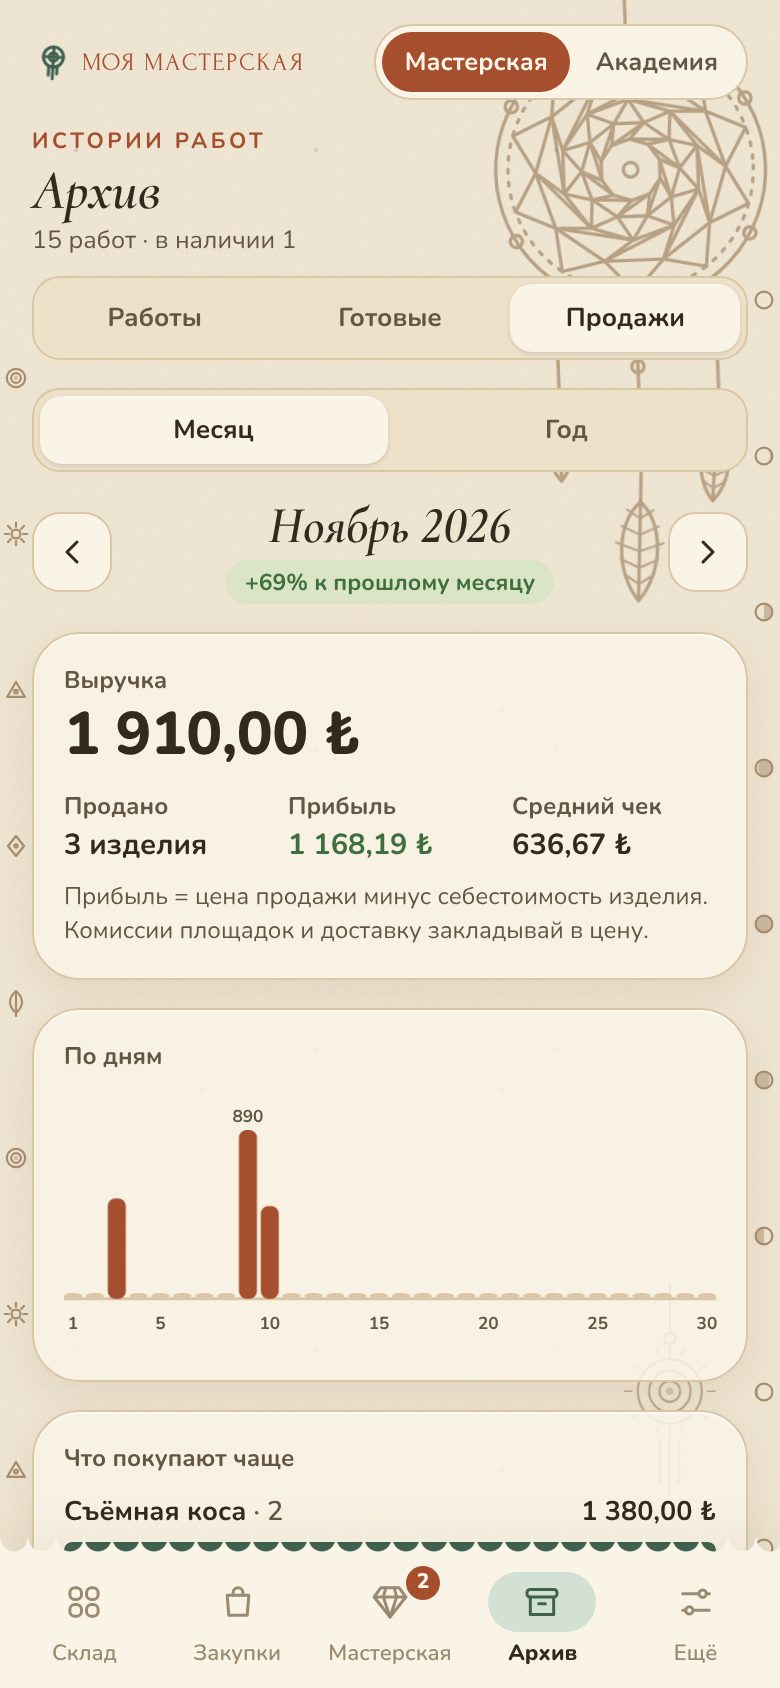 МОЯ МАСТЕРСКАЯ
Мастерская Академия
ИСТОРИИ РАБОТ
Архив
15 работ · в наличии 1
Работы Готовые Продажи
Месяц Год
Ноябрь 2026
+69% к прошлому месяцу
Выручка
1 910,00 ₺
Продано Прибыль Средний чек
3 изделия 1 168,19 ₺ 636,67 ₺
Прибыль = цена продажи минус себестоимость изделия.
Комиссии площадок и доставку закладывай в цену.
По дням
890
1 5 10 15 20 25 30
Что покупают чаще
Съёмная коса · 2 1 380,00 ₺
2
Склад Закупки Мастерская Архив Ещё